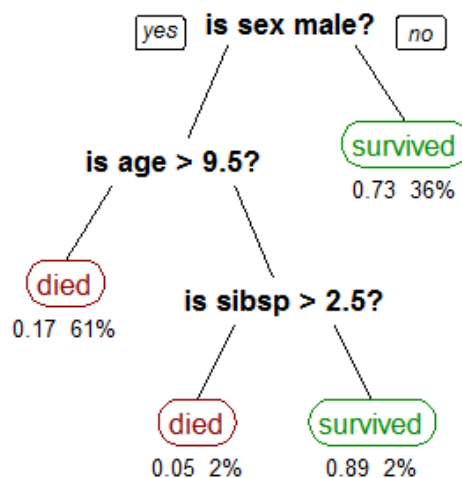 yes is sex male? no
is age > 9.5?
survived
0.73 36%
died
0.17 61%
is sibsp > 2.5?
died
survived
0.05 2%
0.89 2%